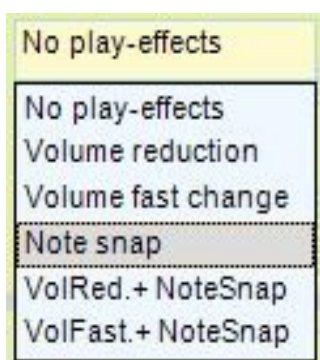 No play-effects
No play-effects
Volume reduction
Volume fast change
Note snap
VolRed.+ NoteSnap
VolFast.+ NoteSnap